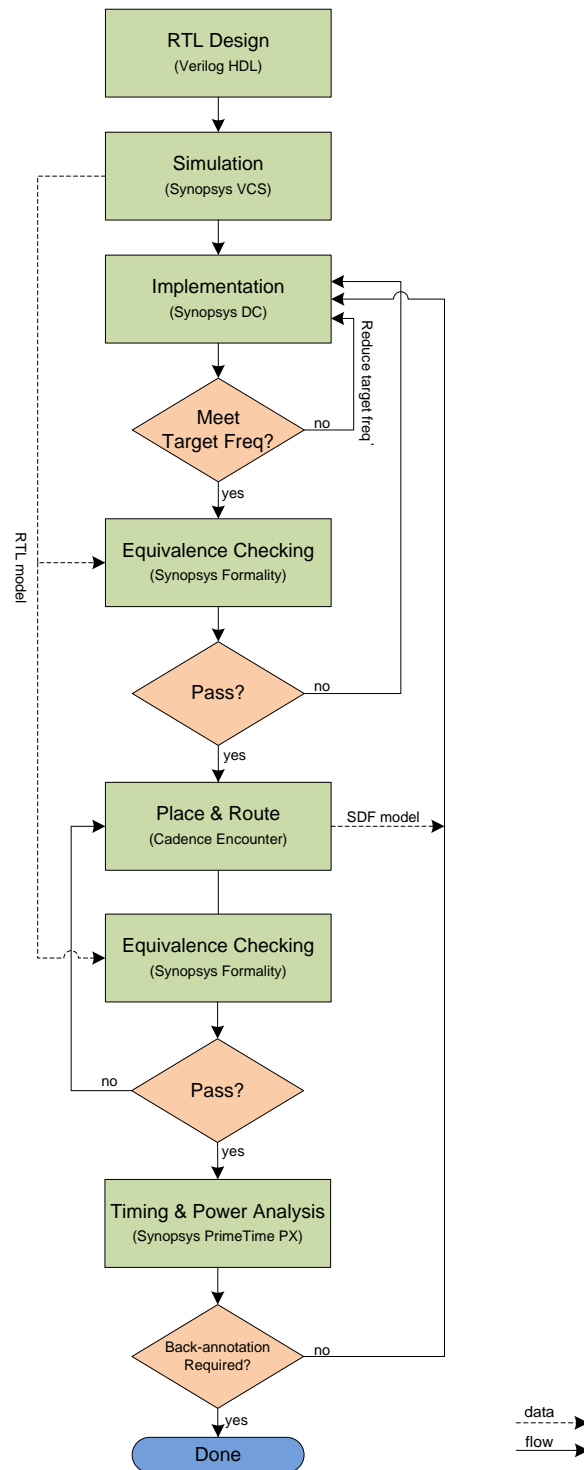 RTL Design
(Verilog HDL)
Simulation
(Synopsys VCS)
Implementation
(Synopsys DC)
Reduce target freq'
Meet
Target Freq?
no
yes
RTL model
Equivalence Checking
(Synopsys Formality)
Pass?
no
yes
Place & Route
(Cadence Encounter)
SDF model
Equivalence Checking
(Synopsys Formality)
no
Pass?
yes
Timing & Power Analysis
(Synopsys PrimeTime PX)
Back-annotation
Required?
no
yes
Done
data
flow